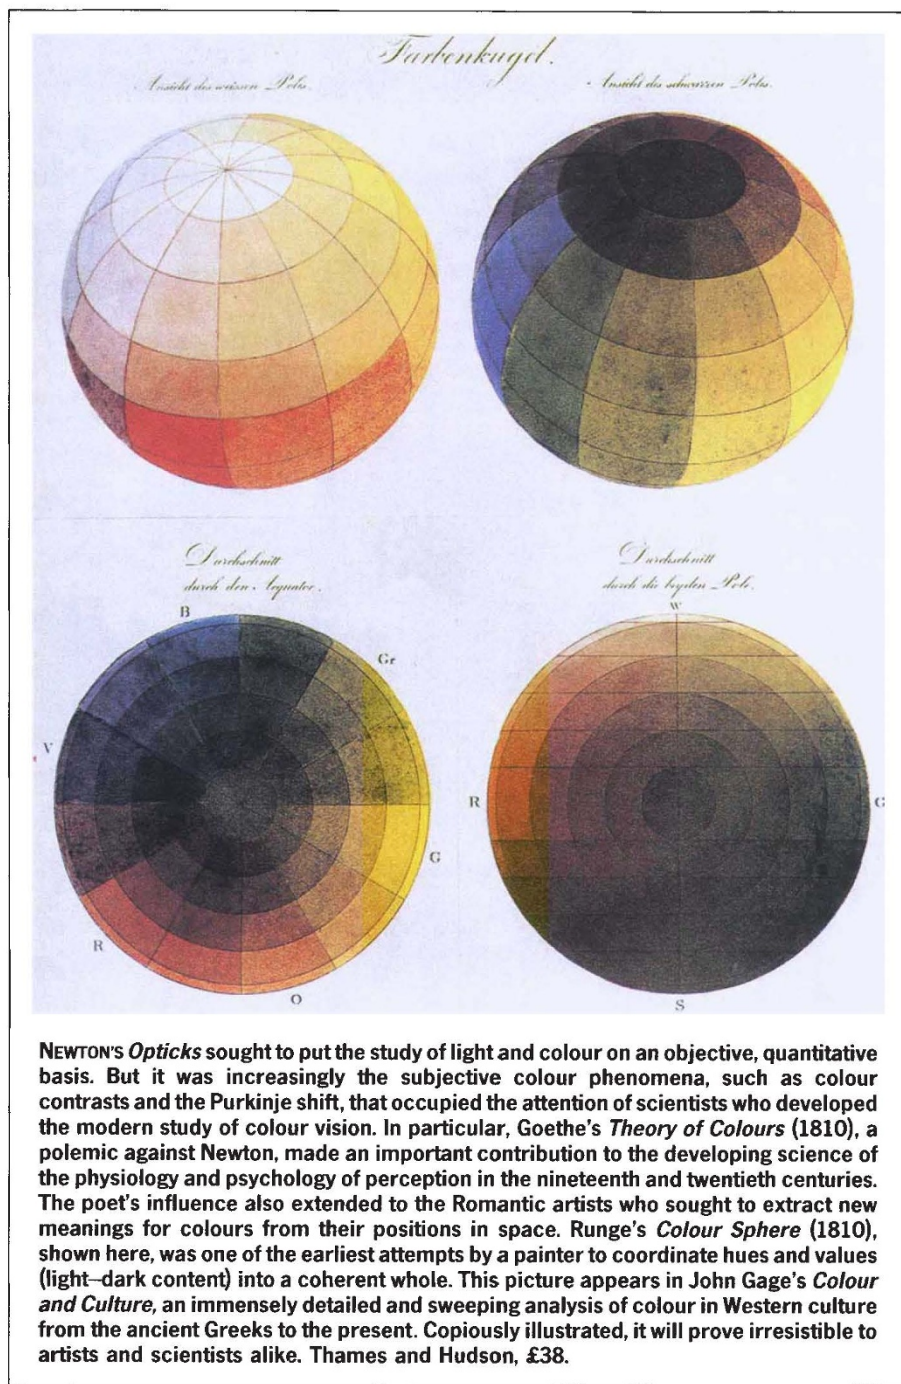 Farbenkugel.
Ansicht des weissen Poles.
Ansicht des schwarzen Poles.
Durchschnitt
durch den Aequator.
Durchschnitt
durch die beyden Pole.
B
Gr
V
G
R
O
W
R
G
S
NEWTON'S Opticks sought to put the study of light and colour on an objective, quantitative
basis. But it was increasingly the subjective colour phenomena, such as colour
contrasts and the Purkinje shift, that occupied the attention of scientists who developed
the modern study of colour vision. In particular, Goethe's Theory of Colours (1810), a
polemic against Newton, made an important contribution to the developing science of
the physiology and psychology of perception in the nineteenth and twentieth centuries.
The poet's influence also extended to the Romantic artists who sought to extract new
meanings for colours from their positions in space. Runge's Colour Sphere (1810),
shown here, was one of the earliest attempts by a painter to coordinate hues and values
(light–dark content) into a coherent whole. This picture appears in John Gage's Colour
and Culture, an immensely detailed and sweeping analysis of colour in Western culture
from the ancient Greeks to the present. Copiously illustrated, it will prove irresistible to
artists and scientists alike. Thames and Hudson, £38.